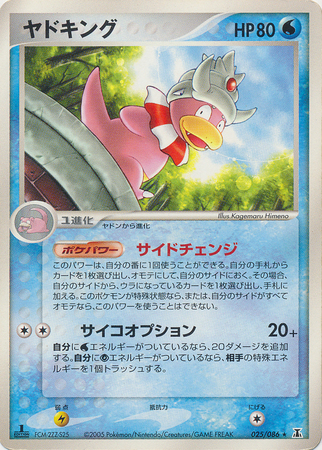 ヤドキング
HP80
Illus.Kagemaru Himeno
1進化
ヤドンから進化
ポケパワー サイドチェンジ
このパワーは、自分の番に1回使うことができる。自分の手札から
カードを1枚選び出し、オモテにして、自分のサイドにおく。その場合、
自分のサイドから、ウラになっているカードを1枚選び出し、手札に
加える。このポケモンが特殊状態なら、または、自分のサイドがすべて
オモテなら、このパワーを使うことはできない。
サイコオプション 20+
自分にエネルギーがついているなら、20ダメージを追加
する。自分にエネルギーがついているなら、相手の特殊エネ
ルギーを1個トラッシュする。
弱点 抵抗力 にげる
1 EDITION
©2005 Pokémon/Nintendo/Creatures/GAME FREAK
025/086